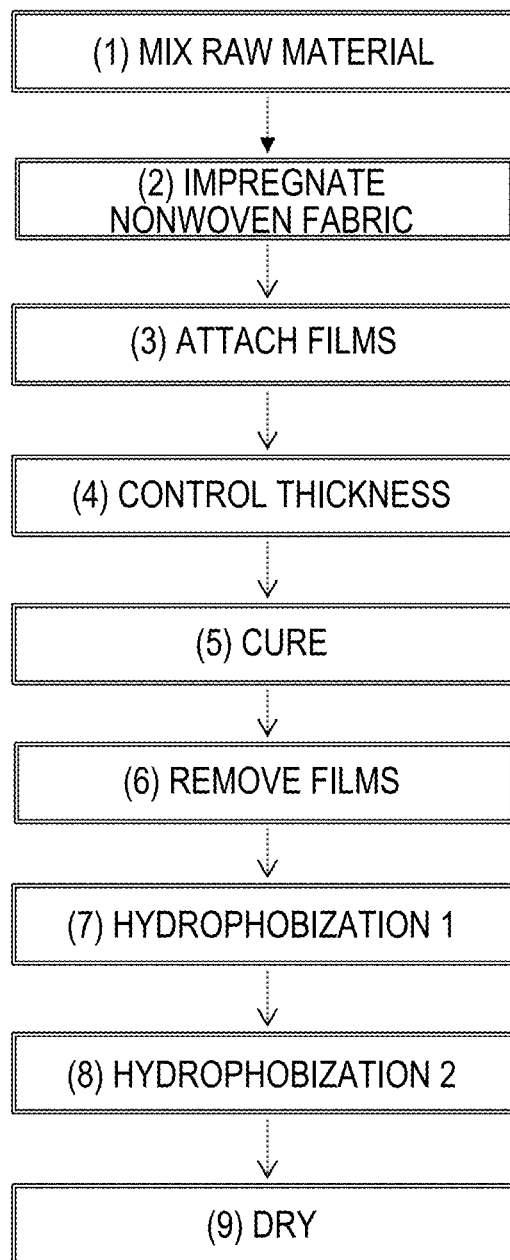 (1) MIX RAW MATERIAL
(2) IMPREGNATE
NONWOVEN FABRIC
(3) ATTACH FILMS
(4) CONTROL THICKNESS
(5) CURE
(6) REMOVE FILMS
(7) HYDROPHOBIZATION 1
(8) HYDROPHOBIZATION 2
(9) DRY